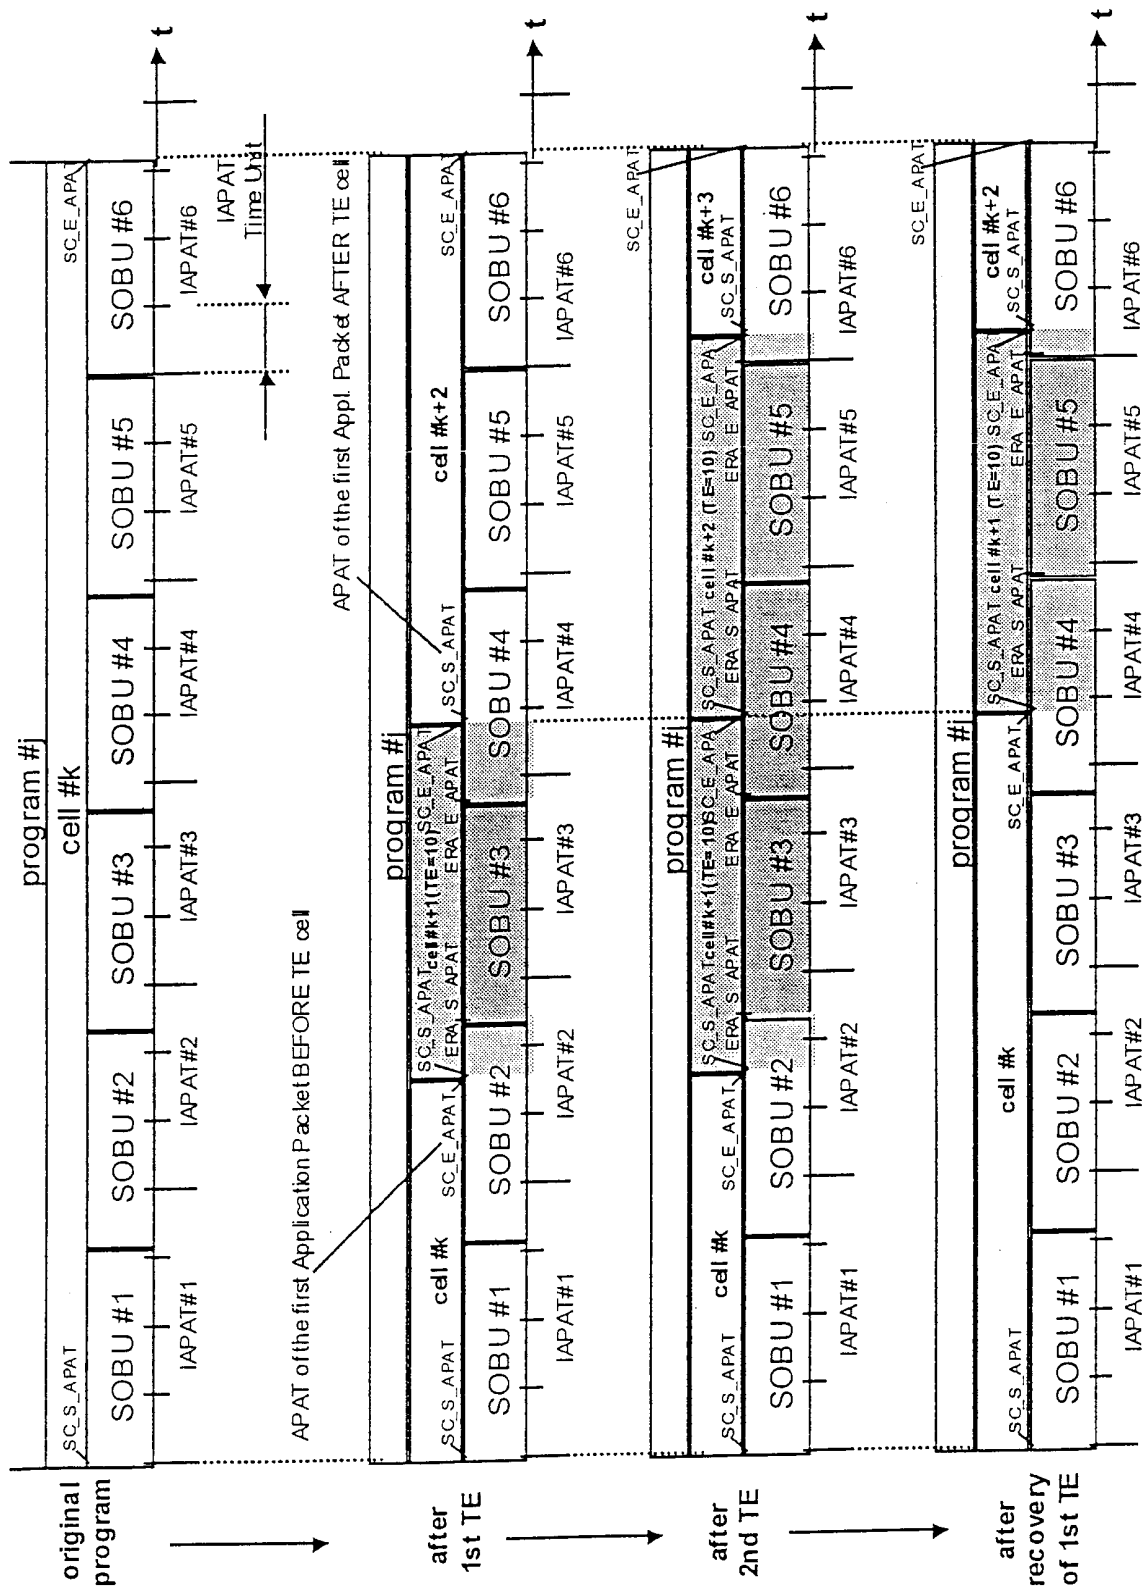 original
program
program #j
cell #k
SC_S_APAT
SC_E_APAT
SOBU #1
SOBU #2
SOBU #3
SOBU #4
SOBU #5
SOBU #6
t
IAPAT#1
IAPAT#2
IAPAT#3
IAPAT#4
IAPAT#5
IAPAT#6
IAPAT
Time Unit
APAT of the first Application Packet BEFORE TE cell
APAT of the first Appl. Packet AFTER TE cell
after
1st TE
program #j
SC_S_APAT
cell #k
SC_E_APAT
SC_S_APAT cell #k+1 (TE=10) SC_E_APAT
ERA_S_APAT
ERA_E_APAT
SC_S_APAT
cell #k+2
SC_E_APAT
SOBU #1
SOBU #2
SOBU #3
SOBU #4
SOBU #5
SOBU #6
t
IAPAT#1
IAPAT#2
IAPAT#3
IAPAT#4
IAPAT#5
IAPAT#6
after
2nd TE
program #j
SC_S_APAT
cell #k
SC_E_APAT
SC_S_APAT cell #k+1 (TE=10) SC_E_APAT
ERA_S_APAT
ERA_E_APAT
SC_S_APAT cell #k+2 (TE=10) SC_E_APAT
ERA_S_APAT
ERA_E_APAT
cell #k+3
SC_S_APAT
SC_E_APAT
SOBU #1
SOBU #2
SOBU #3
SOBU #4
SOBU #5
SOBU #6
t
IAPAT#1
IAPAT#2
IAPAT#3
IAPAT#4
IAPAT#5
IAPAT#6
after
recovery
of 1st TE
program #j
SC_S_APAT
cell #k
SC_E_APAT
SC_S_APAT cell #k+1 (TE=10) SC_E_APAT
ERA_S_APAT
ERA_E_APAT
cell #k+2
SC_S_APAT
SC_E_APAT
SOBU #1
SOBU #2
SOBU #3
SOBU #4
SOBU #5
SOBU #6
t
IAPAT#1
IAPAT#2
IAPAT#3
IAPAT#4
IAPAT#5
IAPAT#6